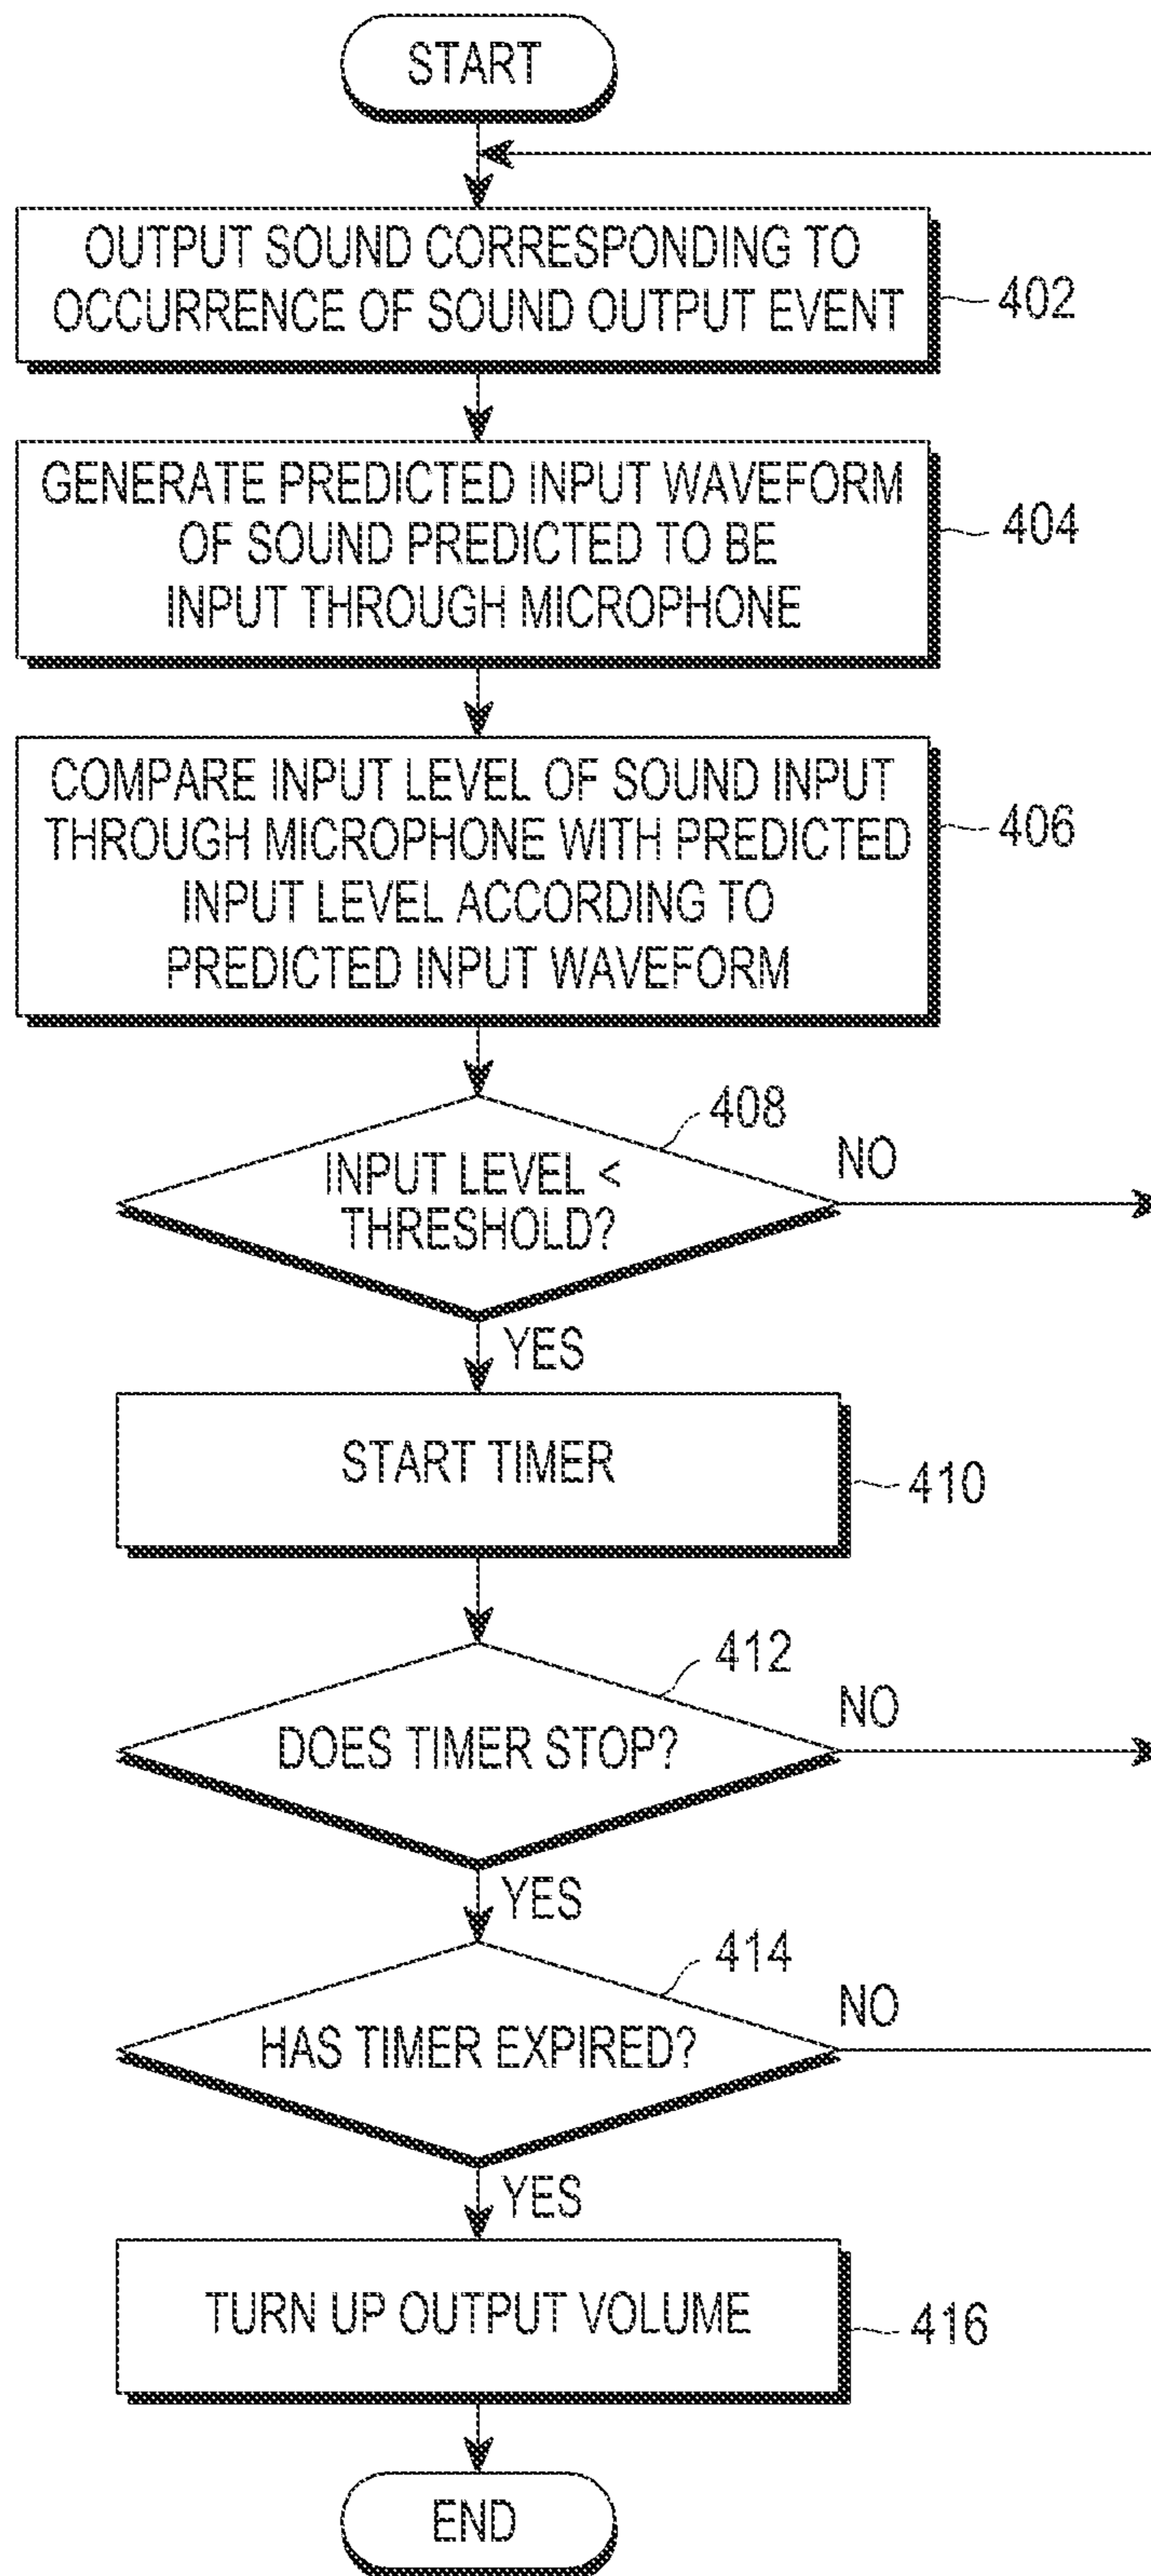 START
OUTPUT SOUND CORRESPONDING TO
OCCURRENCE OF SOUND OUTPUT EVENT
402
GENERATE PREDICTED INPUT WAVEFORM
OF SOUND PREDICTED TO BE
INPUT THROUGH MICROPHONE
404
COMPARE INPUT LEVEL OF SOUND INPUT
THROUGH MICROPHONE WITH PREDICTED
INPUT LEVEL ACCORDING TO
PREDICTED INPUT WAVEFORM
406
408
INPUT LEVEL <
THRESHOLD?
NO
YES
START TIMER
410
412
DOES TIMER STOP?
NO
YES
414
HAS TIMER EXPIRED?
NO
YES
TURN UP OUTPUT VOLUME
416
END